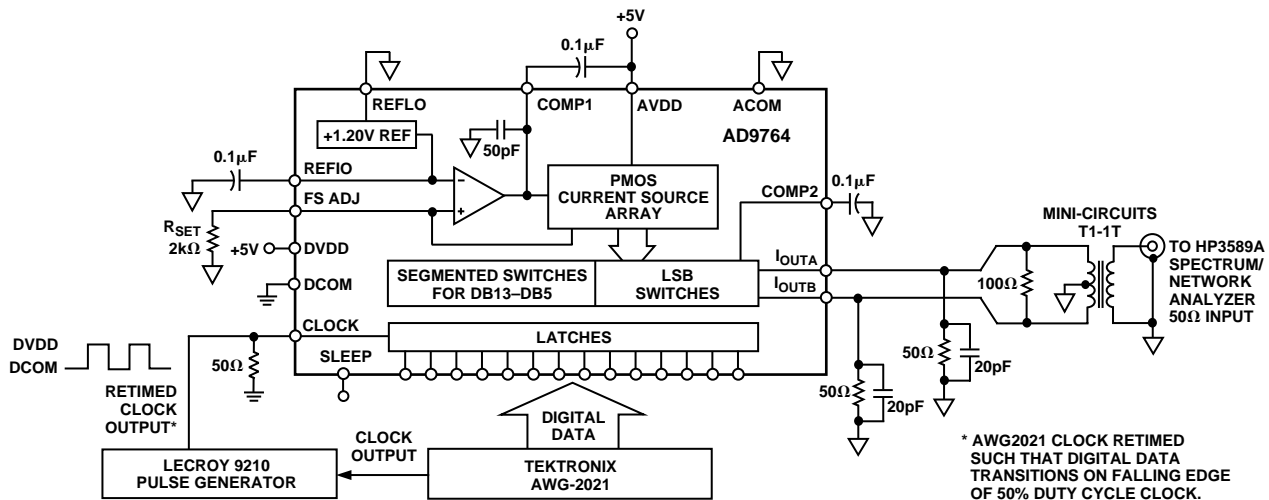 +5V
0.1µF
REFLO
COMP1
AVDD
ACOM
AD9764
+1.20V REF
50pF
0.1µF
REFIO
–
+
FS ADJ
PMOS
CURRENT SOURCE
ARRAY
COMP2
0.1µF
RSET
2kΩ
+5V
DVDD
DCOM
SEGMENTED SWITCHES
FOR DB13–DB5
LSB
SWITCHES
IOUTA
IOUTB
MINI-CIRCUITS
T1-1T
100Ω
TO HP3589A
SPECTRUM/
NETWORK
ANALYZER
50Ω INPUT
CLOCK
LATCHES
DVDD
DCOM
50Ω
SLEEP
50Ω
20pF
50Ω
20pF
RETIMED
CLOCK
OUTPUT*
DIGITAL
DATA
CLOCK
OUTPUT
LECROY 9210
PULSE GENERATOR
TEKTRONIX
AWG-2021
* AWG2021 CLOCK RETIMED
SUCH THAT DIGITAL DATA
TRANSITIONS ON FALLING EDGE
OF 50% DUTY CYCLE CLOCK.